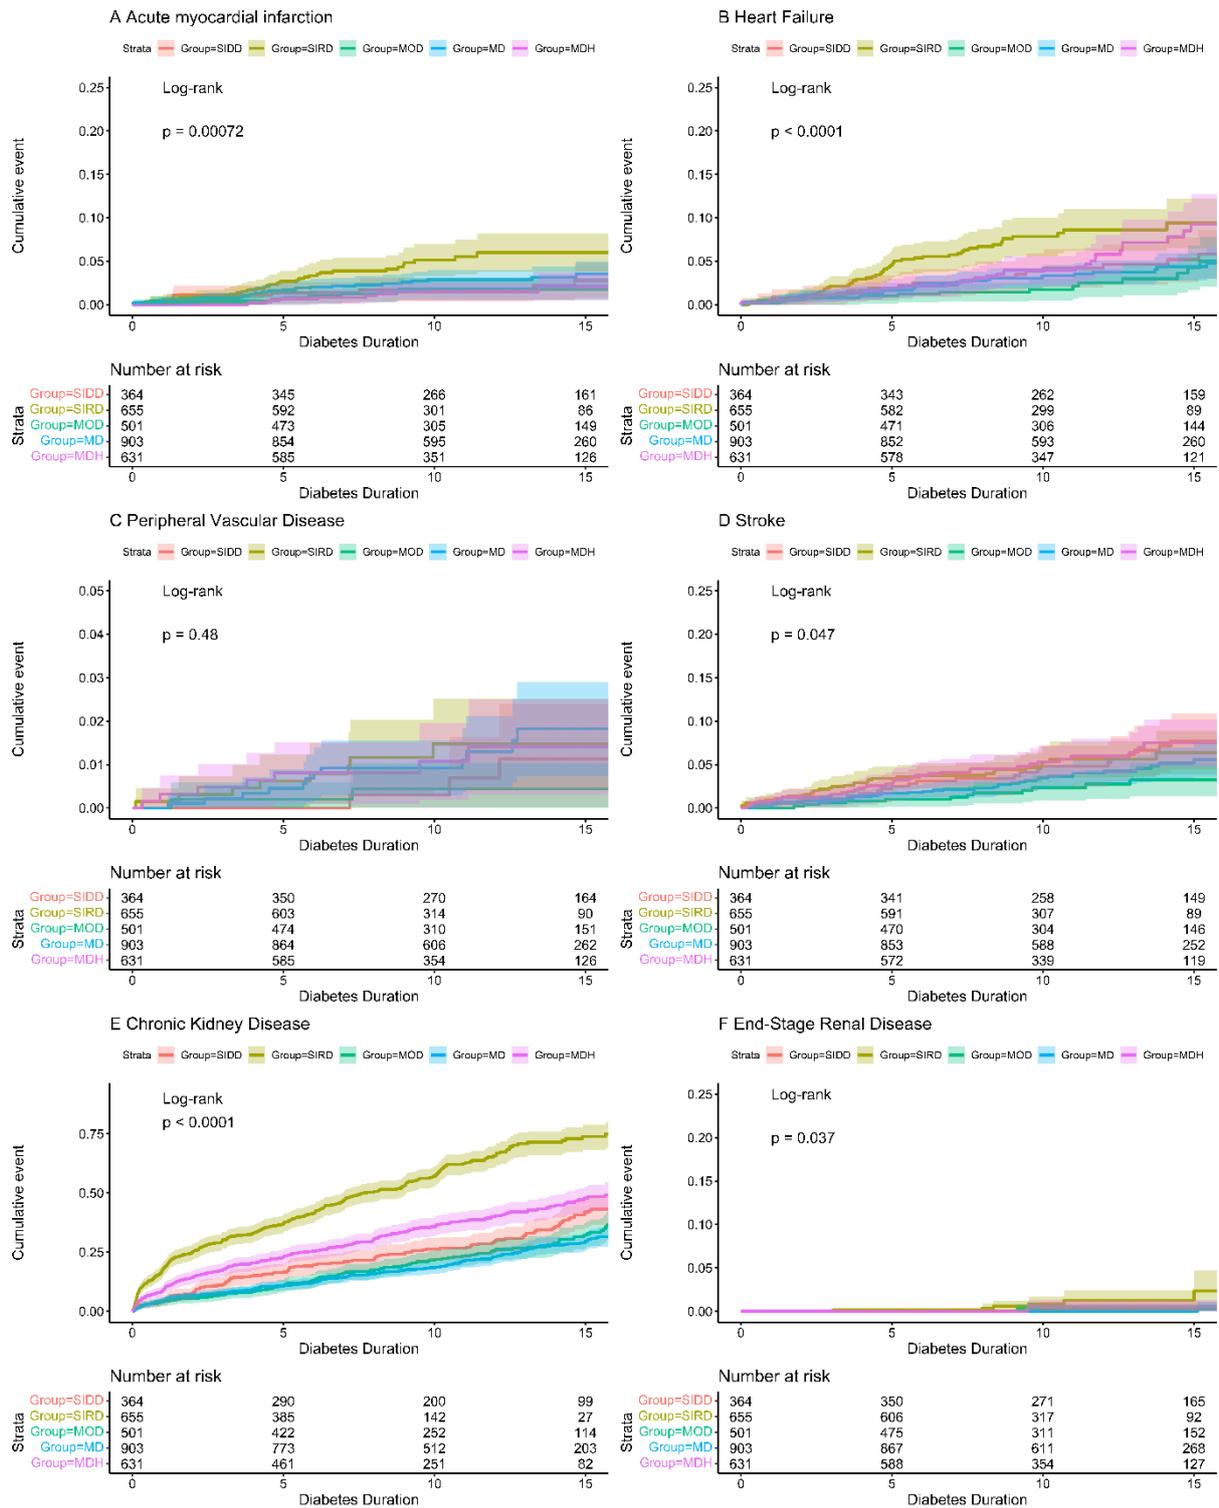 A Acute myocardial infarction
Strata Group=SIDD Group=SIRD Group=MOD Group=MD Group=MDH
Cumulative event
0.25
0.20
0.15
0.10
0.05
0.00
Log-rank
p = 0.00072
0 5 10 15
Diabetes Duration
Number at risk
Strata
Group=SIDD 364 345 266 161
Group=SIRD 655 592 301 86
Group=MOD 501 473 305 149
Group=MD 903 854 595 260
Group=MDH 631 585 351 126
0 5 10 15
Diabetes Duration
B Heart Failure
Strata Group=SIDD Group=SIRD Group=MOD Group=MD Group=MDH
Cumulative event
0.25
0.20
0.15
0.10
0.05
0.00
Log-rank
p < 0.0001
0 5 10 15
Diabetes Duration
Number at risk
Strata
Group=SIDD 364 343 262 159
Group=SIRD 655 582 299 89
Group=MOD 501 471 306 144
Group=MD 903 852 593 260
Group=MDH 631 578 347 121
0 5 10 15
Diabetes Duration
C Peripheral Vascular Disease
Strata Group=SIDD Group=SIRD Group=MOD Group=MD Group=MDH
Cumulative event
0.05
0.04
0.03
0.02
0.01
0.00
Log-rank
p = 0.48
0 5 10 15
Diabetes Duration
Number at risk
Strata
Group=SIDD 364 350 270 164
Group=SIRD 655 603 314 90
Group=MOD 501 474 310 151
Group=MD 903 864 606 262
Group=MDH 631 585 354 126
0 5 10 15
Diabetes Duration
D Stroke
Strata Group=SIDD Group=SIRD Group=MOD Group=MD Group=MDH
Cumulative event
0.25
0.20
0.15
0.10
0.05
0.00
Log-rank
p = 0.047
0 5 10 15
Diabetes Duration
Number at risk
Strata
Group=SIDD 364 341 258 149
Group=SIRD 655 591 307 89
Group=MOD 501 470 304 146
Group=MD 903 853 588 252
Group=MDH 631 572 339 119
0 5 10 15
Diabetes Duration
E Chronic Kidney Disease
Strata Group=SIDD Group=SIRD Group=MOD Group=MD Group=MDH
Cumulative event
0.75
0.50
0.25
0.00
Log-rank
p < 0.0001
0 5 10 15
Diabetes Duration
Number at risk
Strata
Group=SIDD 364 290 200 99
Group=SIRD 655 385 142 27
Group=MOD 501 422 252 114
Group=MD 903 773 512 203
Group=MDH 631 461 251 82
0 5 10 15
Diabetes Duration
F End-Stage Renal Disease
Strata Group=SIDD Group=SIRD Group=MOD Group=MD Group=MDH
Cumulative event
0.25
0.20
0.15
0.10
0.05
0.00
Log-rank
p = 0.037
0 5 10 15
Diabetes Duration
Number at risk
Strata
Group=SIDD 364 350 271 165
Group=SIRD 655 606 317 92
Group=MOD 501 475 311 152
Group=MD 903 867 611 268
Group=MDH 631 588 354 127
0 5 10 15
Diabetes Duration